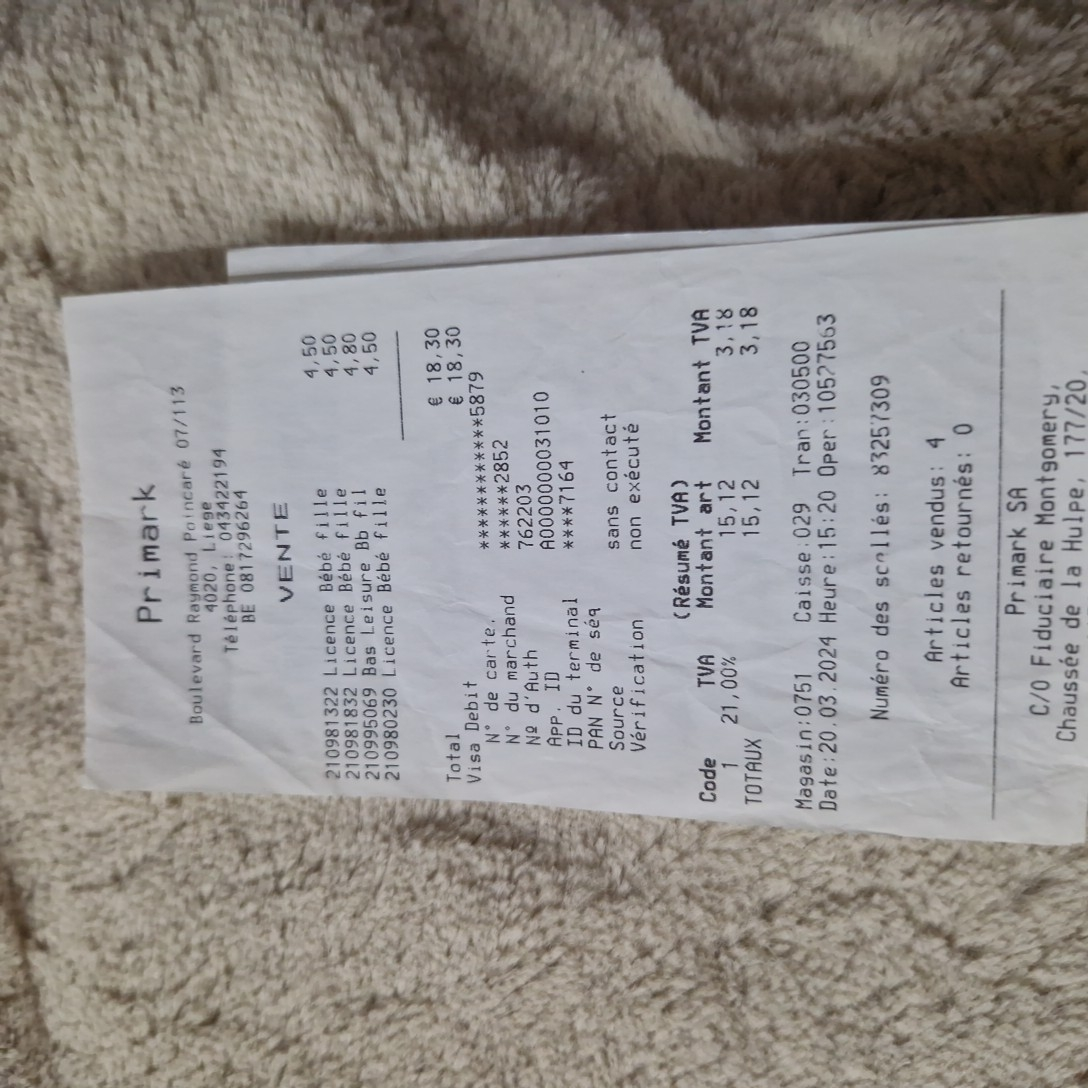 Primark
Boulevard Raymond Poincaré 07/113
4020, Liege
Téléphone: 043422194
BE 0817296264
VENTE
210981322 Licence Bébé fille 4,50
210981832 Licence Bébé fille 4,50
210995069 Bas Leisure Bb fil 4,80
210980230 Licence Bébé fille 4,50
Total € 18,30
Visa Debit € 18,30
N° de carte. ************5879
N° du marchand ******2852
Nº d'Auth 762203
App. ID A0000000031010
ID du terminal ****7164
PAN N° de séq
Source sans contact
Vérification non exécuté
(Résumé TVA)
Code TVA Montant art Montant TVA
1 21,00% 15,12 3,18
TOTAUX 15,12 3,18
Magasin:0751 Caisse:029 Tran:030500
Date:20.03.2024 Heure:15:20 Oper:10527563
Numéro des scellés: 83257309
Articles vendus: 4
Articles retournés: 0
Primark SA
C/O Fiduciaire Montgomery,
Chaussée de la Hulpe, 177/20,